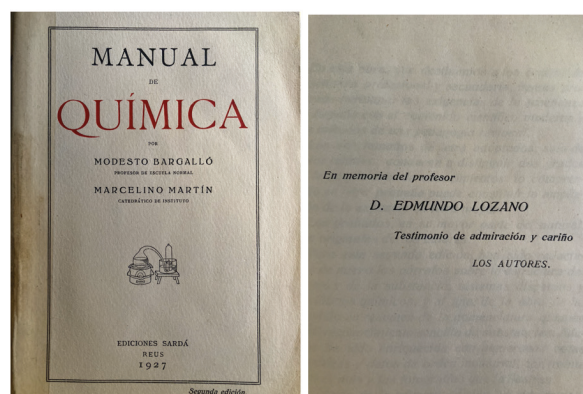 MANUAL
DE
QUÍMICA
POR
MODESTO BARGALLÓ
PROFESOR DE ESCUELA NORMAL
MARCELINO MARTÍN
CATEDRÁTICO DE INSTITUTO
EDICIONES SARDÁ
REUS
1927
Segunda edición
En memoria del profesor
D. EDMUNDO LOZANO
Testimonio de admiración y cariño
LOS AUTORES.